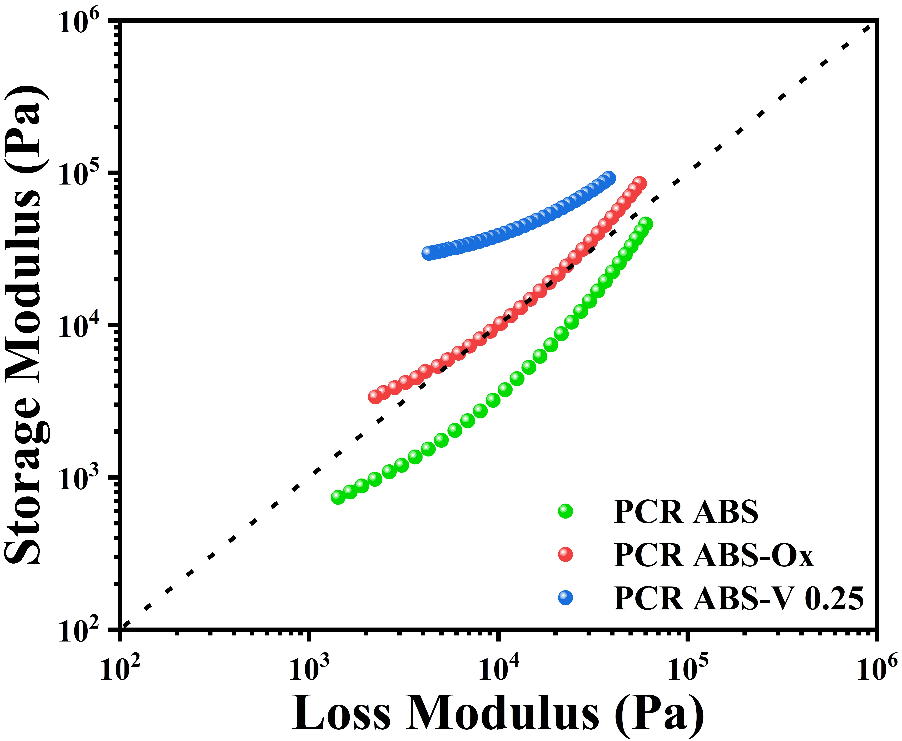 Storage Modulus (Pa)
10⁶
10⁵
10⁴
10³
10²
PCR ABS
PCR ABS-Ox
PCR ABS-V 0.25
10² 10³ 10⁴ 10⁵ 10⁶
Loss Modulus (Pa)